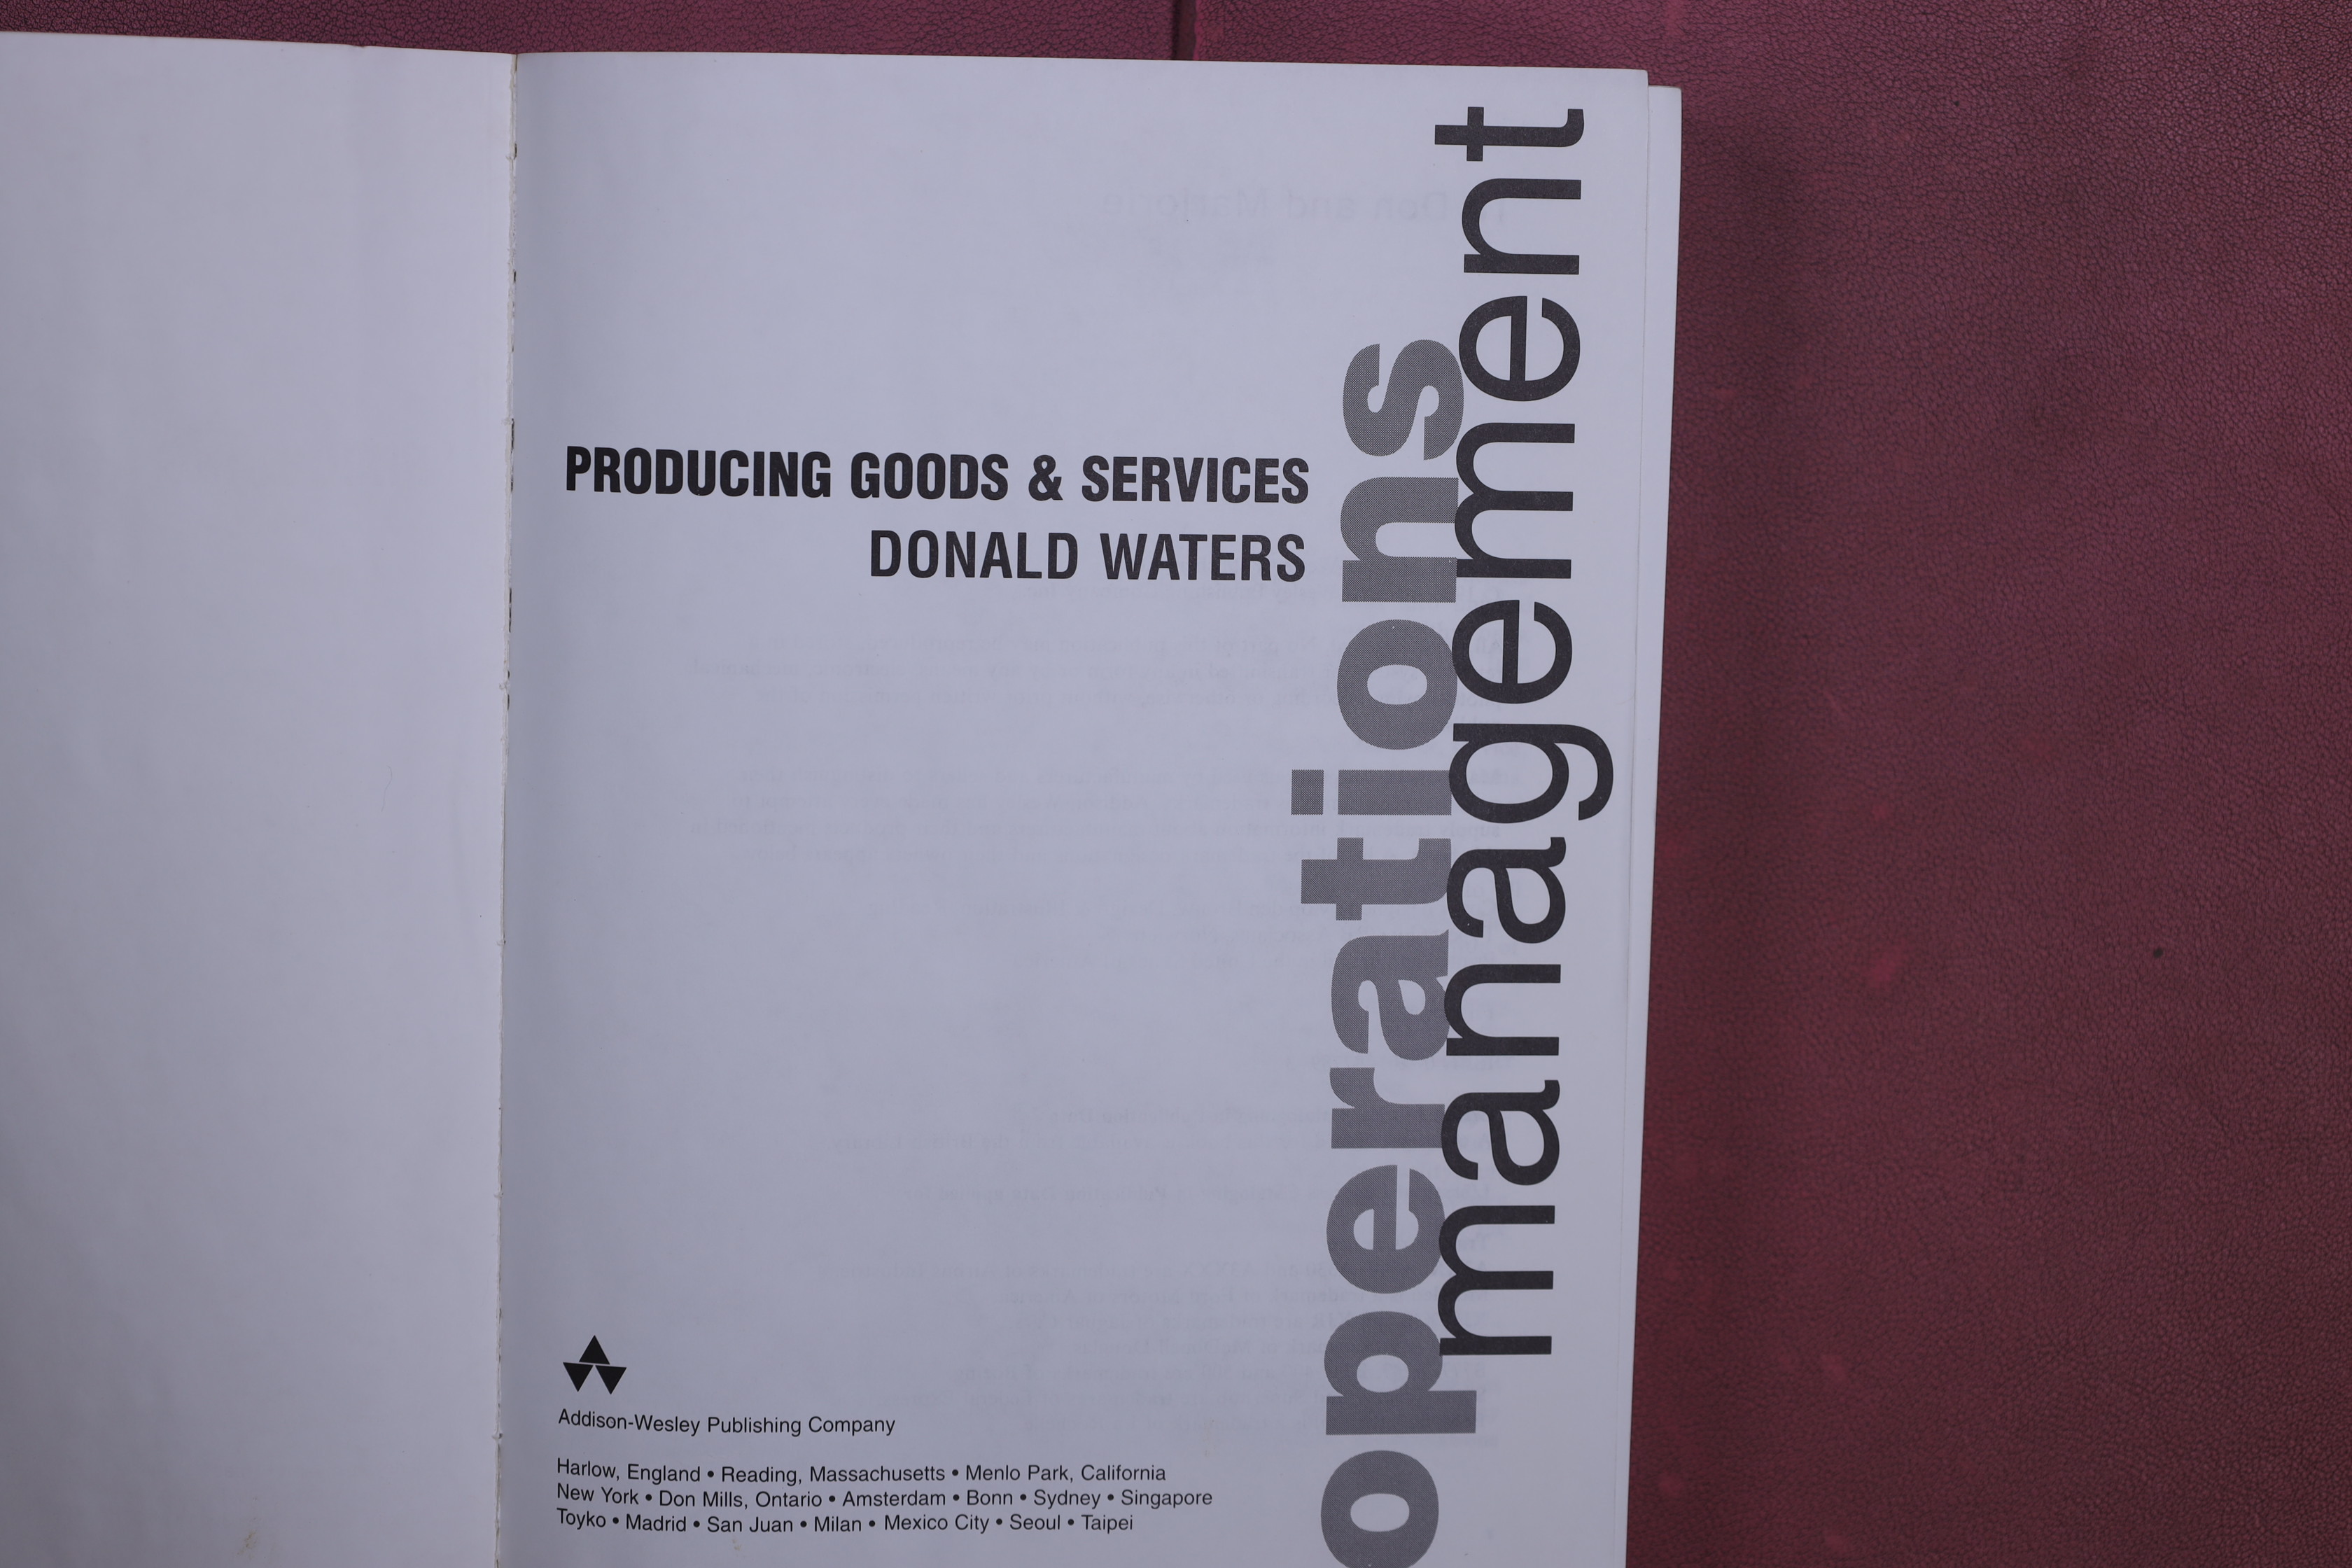 operations
management
PRODUCING GOODS & SERVICES
DONALD WATERS
Addison-Wesley Publishing Company
Harlow, England • Reading, Massachusetts • Menlo Park, California
New York • Don Mills, Ontario • Amsterdam • Bonn • Sydney • Singapore
Toyko • Madrid • San Juan • Milan • Mexico City • Seoul • Taipei